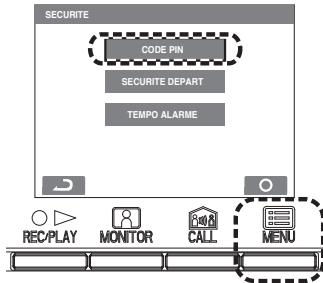 SECURITE
CODE PIN
SECURITE DEPART
TEMPO ALARME
REC/PLAY MONITOR CALL MENU